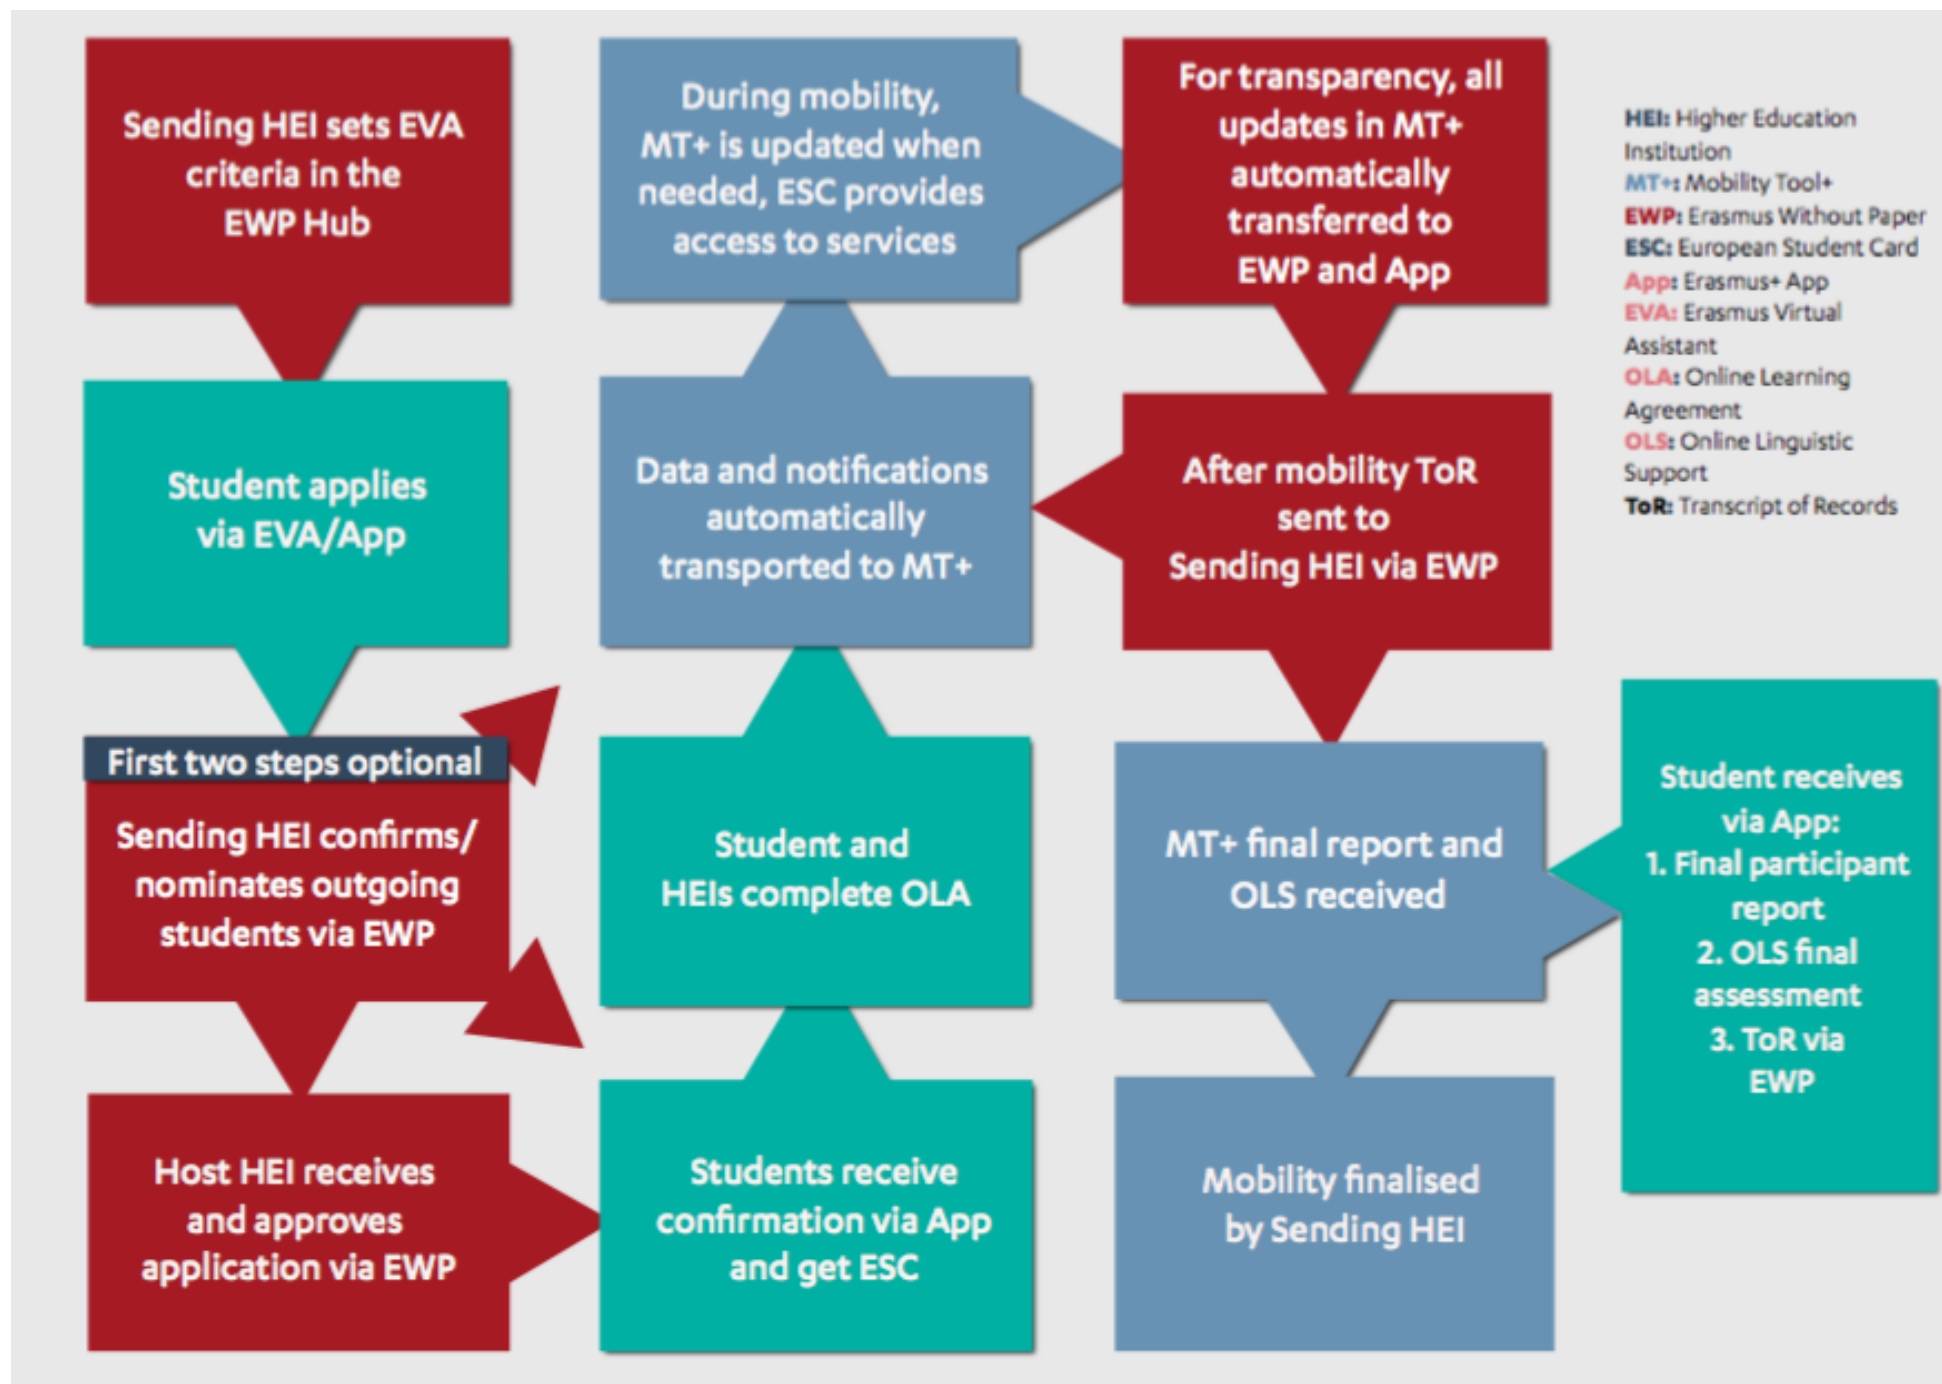 Sending HEI sets EVA
criteria in the
EWP Hub
Student applies
via EVA/App
First two steps optional
Sending HEI confirms/
nominates outgoing
students via EWP
Host HEI receives
and approves
application via EWP
Students receive
confirmation via App
and get ESC
Student and
HEIs complete OLA
Data and notifications
automatically
transported to MT+
During mobility,
MT+ is updated when
needed, ESC provides
access to services
For transparency, all
updates in MT+
automatically
transferred to
EWP and App
After mobility ToR
sent to
Sending HEI via EWP
MT+ final report and
OLS received
Mobility finalised
by Sending HEI
Student receives
via App:
1. Final participant
report
2. OLS final
assessment
3. ToR via
EWP
HEI: Higher Education
Institution
MT+: Mobility Tool+
EWP: Erasmus Without Paper
ESC: European Student Card
App: Erasmus+ App
EVA: Erasmus Virtual
Assistant
OLA: Online Learning
Agreement
OLS: Online Linguistic
Support
ToR: Transcript of Records